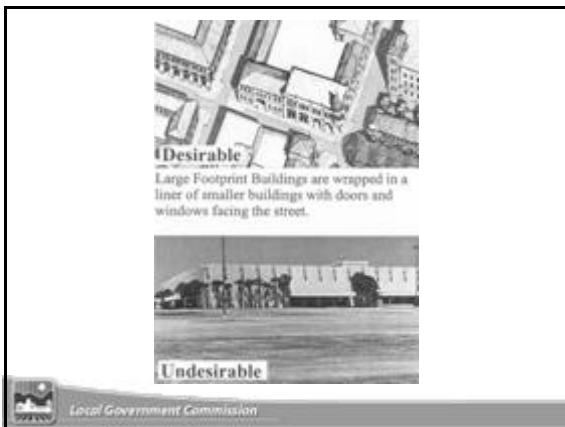 Desirable
Large Footprint Buildings are wrapped in a
liner of smaller buildings with doors and
windows facing the street.
Undesirable
Local Government Commission